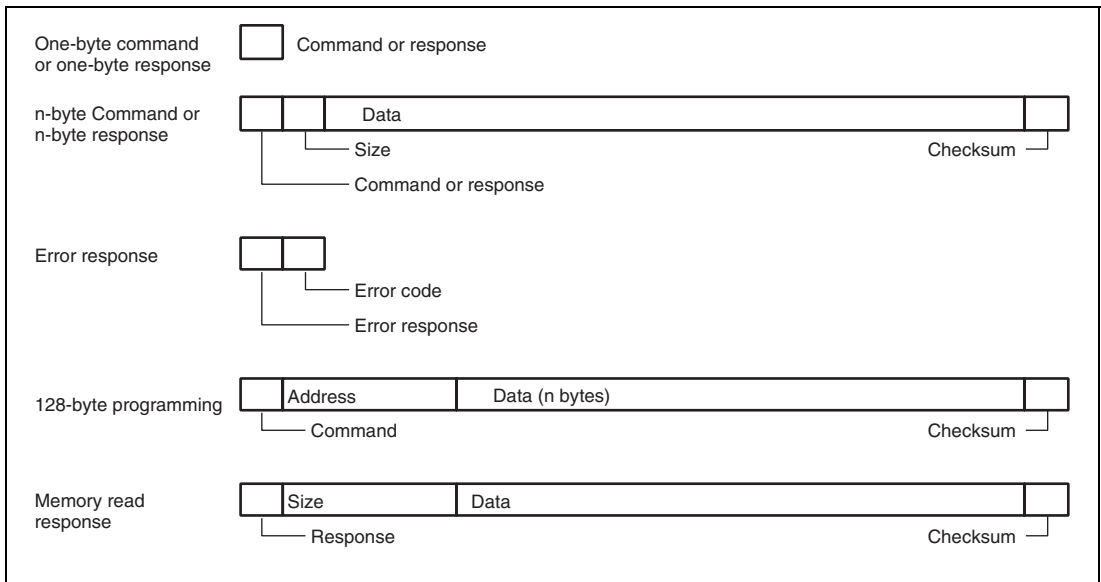 One-byte command
or one-byte response
Command or response
n-byte Command or
n-byte response
Data
Size
Checksum
Command or response
Error response
Error code
Error response
128-byte programming
Address
Data (n bytes)
Command
Checksum
Memory read
response
Size
Data
Response
Checksum